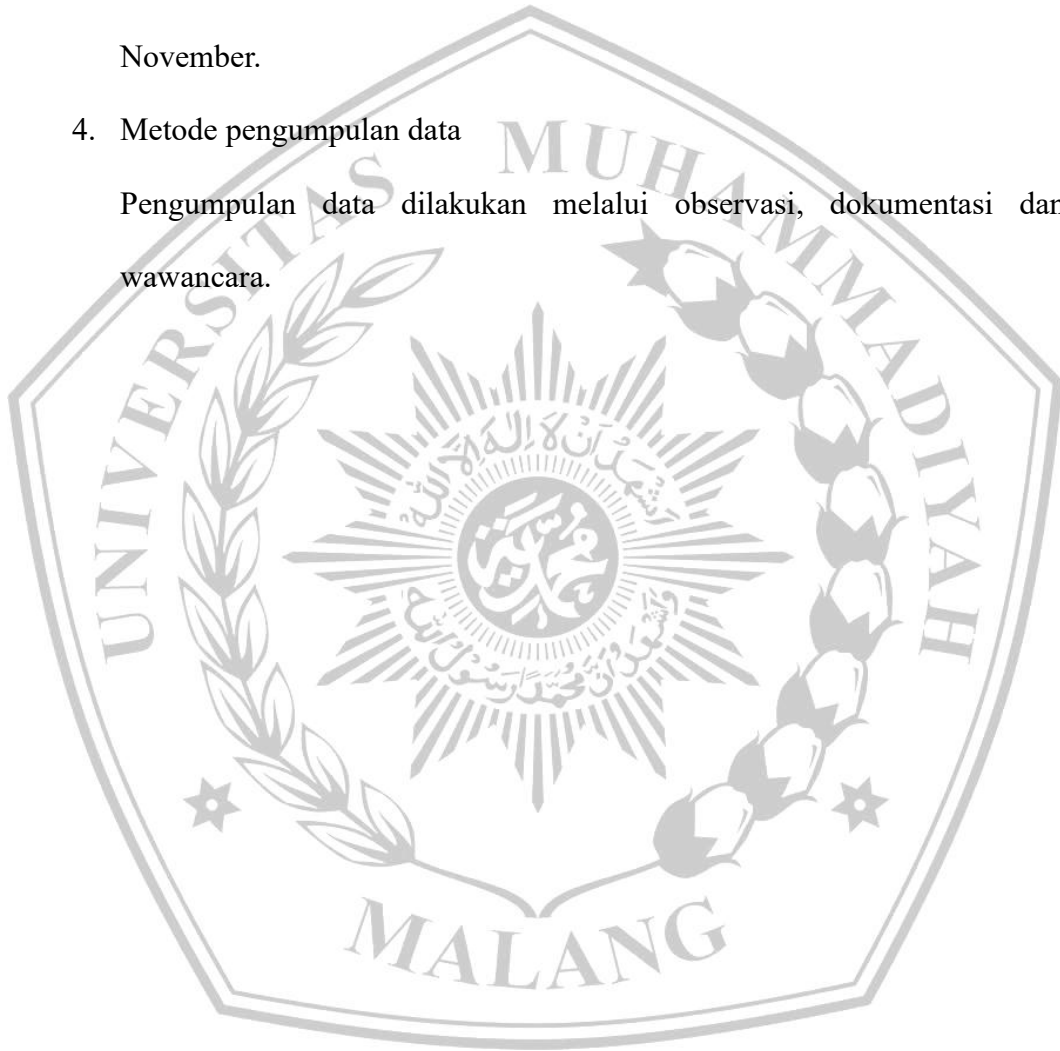 November.
4. Metode pengumpulan data
Pengumpulan data dilakukan melalui observasi, dokumentasi dan
wawancara.
UNIVERSITAS MUHAMMADIYAH
MALANG